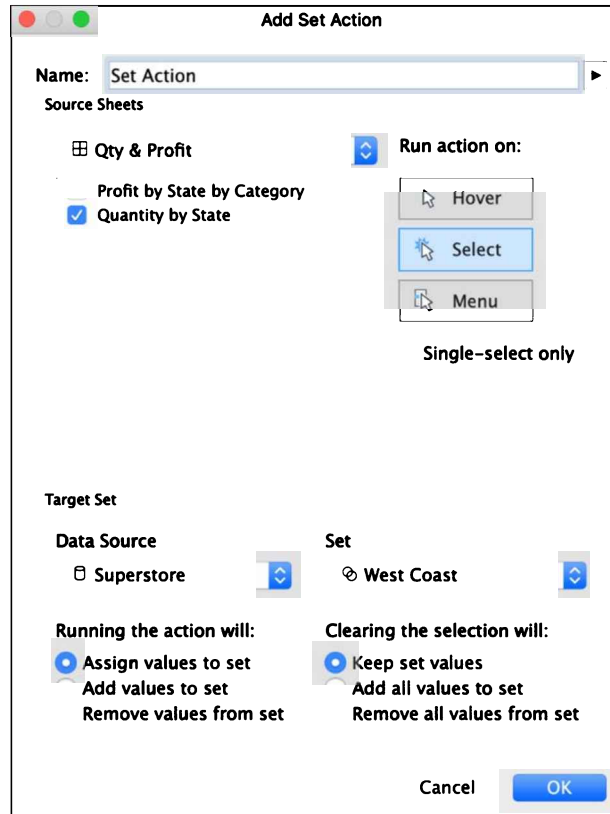 Add Set Action
Name: Set Action
Source Sheets
Qty & Profit
Run action on:
Profit by State by Category
Quantity by State
Hover
Select
Menu
Single-select only
Target Set
Data Source
Set
Superstore
West Coast
Running the action will:
Clearing the selection will:
Assign values to set
Keep set values
Add values to set
Add all values to set
Remove values from set
Remove all values from set
Cancel
OK